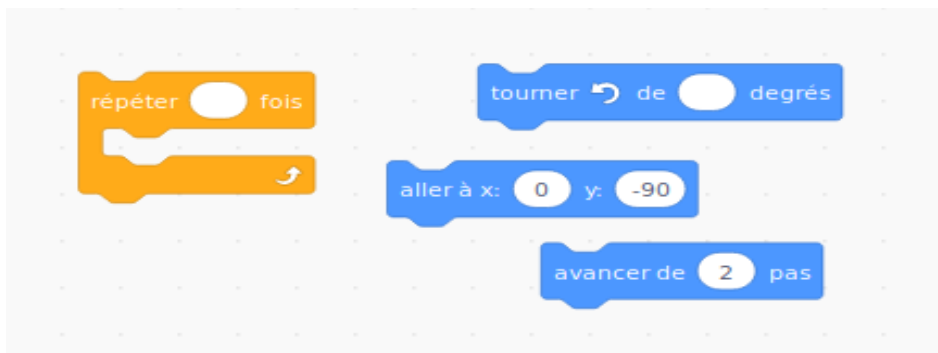 répéter fois
tourner de degrés
aller à x: 0 y: -90
avancer de 2 pas